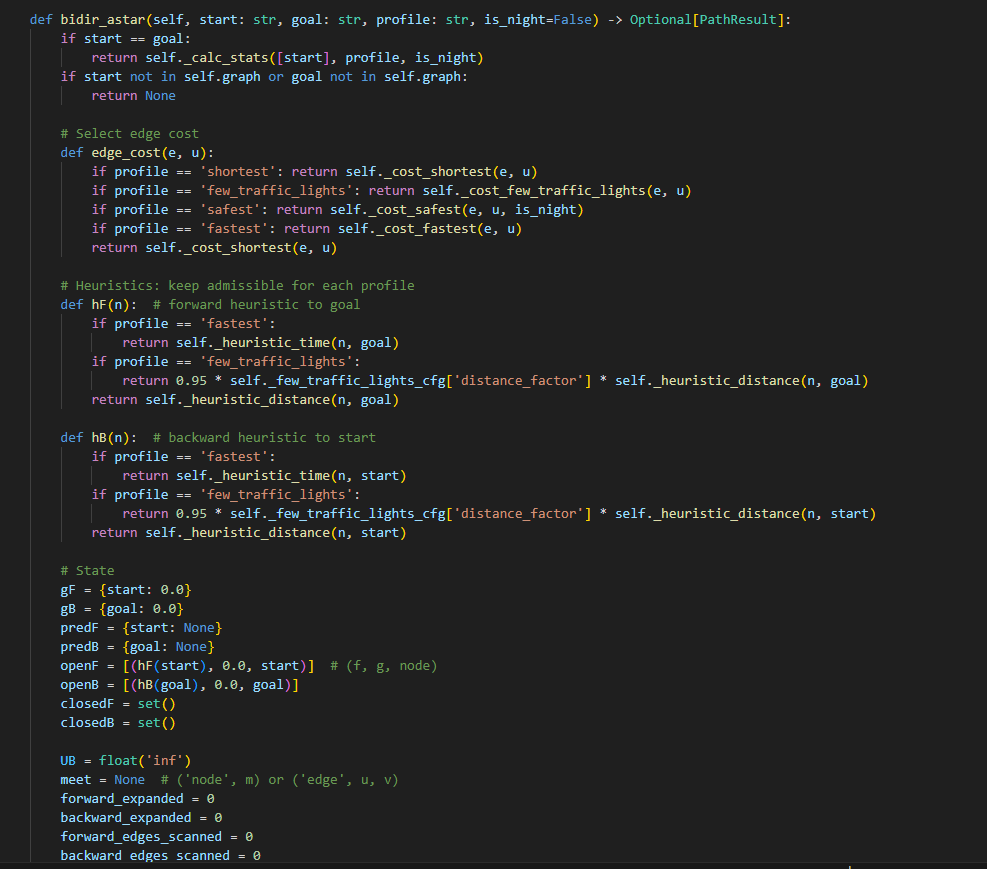 def bidir_astar(self, start: str, goal: str, profile: str, is_night=False) -> Optional[PathResult]:
    if start == goal:
        return self._calc_stats([start], profile, is_night)
    if start not in self.graph or goal not in self.graph:
        return None

    # Select edge cost
    def edge_cost(e, u):
        if profile == 'shortest': return self._cost_shortest(e, u)
        if profile == 'few_traffic_lights': return self._cost_few_traffic_lights(e, u)
        if profile == 'safest': return self._cost_safest(e, u, is_night)
        if profile == 'fastest': return self._cost_fastest(e, u)
        return self._cost_shortest(e, u)

    # Heuristics: keep admissible for each profile
    def hF(n):  # forward heuristic to goal
        if profile == 'fastest':
            return self._heuristic_time(n, goal)
        if profile == 'few_traffic_lights':
            return 0.95 * self._few_traffic_lights_cfg['distance_factor'] * self._heuristic_distance(n, goal)
        return self._heuristic_distance(n, goal)

    def hB(n):  # backward heuristic to start
        if profile == 'fastest':
            return self._heuristic_time(n, start)
        if profile == 'few_traffic_lights':
            return 0.95 * self._few_traffic_lights_cfg['distance_factor'] * self._heuristic_distance(n, start)
        return self._heuristic_distance(n, start)

    # State
    gF = {start: 0.0}
    gB = {goal: 0.0}
    predF = {start: None}
    predB = {goal: None}
    openF = [(hF(start), 0.0, start)]  # (f, g, node)
    openB = [(hB(goal), 0.0, goal)]
    closedF = set()
    closedB = set()

    UB = float('inf')
    meet = None  # ('node', m) or ('edge', u, v)
    forward_expanded = 0
    backward_expanded = 0
    forward_edges_scanned = 0
    backward_edges_scanned = 0